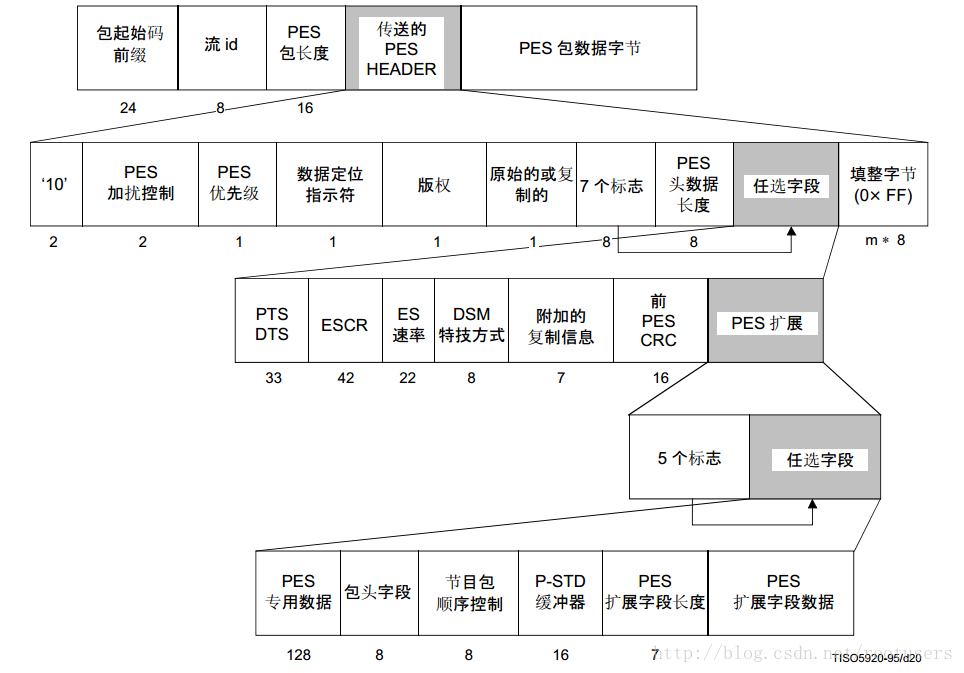 包起始码
前缀
流 id
PES
包长度
传送的
PES
HEADER
PES 包数据字节
24
8
16
‘10’
PES
加扰控制
PES
优先级
数据定位
指示符
版权
原始的或复
制的
7 个标志
PES
头数据
长度
任选字段
填整字节
(0× FF)
2
2
1
1
1
1
8
8
m * 8
PTS
DTS
ESCR
ES
速率
DSM
特技方式
附加的
复制信息
前
PES
CRC
PES 扩展
33
42
22
8
7
16
5 个标志
任选字段
PES
专用数据
包头字段
节目包
顺序控制
P-STD
缓冲器
PES
扩展字段长度
PES
扩展字段数据
128
8
8
16
7
http://blog.csdn.net/rootusers
TISO5920-95/d20